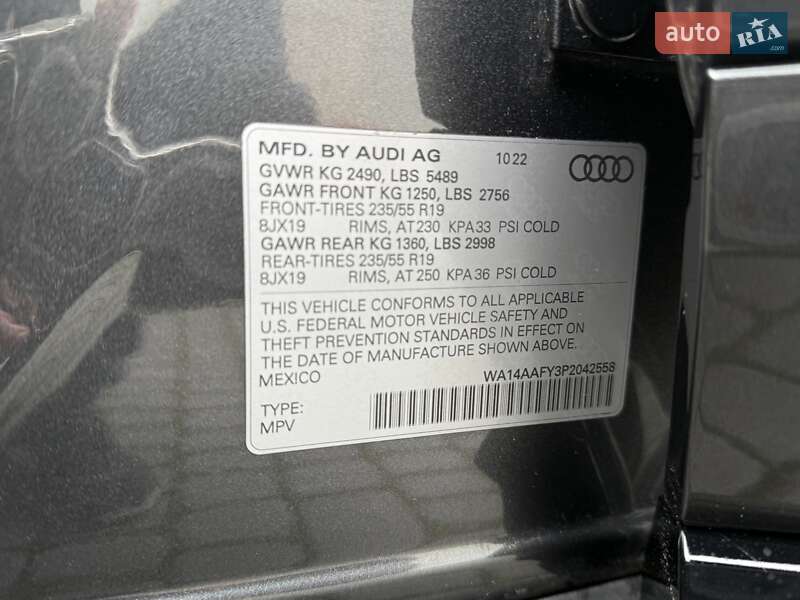 auto RIA .com
MFD. BY AUDI AG 10 22
GVWR KG 2490, LBS 5489
GAWR FRONT KG 1250, LBS 2756
FRONT-TIRES 235/55 R19
8JX19 RIMS, AT 230 KPA 33 PSI COLD
GAWR REAR KG 1360, LBS 2998
REAR-TIRES 235/55 R19
8JX19 RIMS, AT 250 KPA 36 PSI COLD
THIS VEHICLE CONFORMS TO ALL APPLICABLE
U.S. FEDERAL MOTOR VEHICLE SAFETY AND
THEFT PREVENTION STANDARDS IN EFFECT ON
THE DATE OF MANUFACTURE SHOWN ABOVE.
MEXICO WA14AAFY3P2042558
TYPE:
MPV